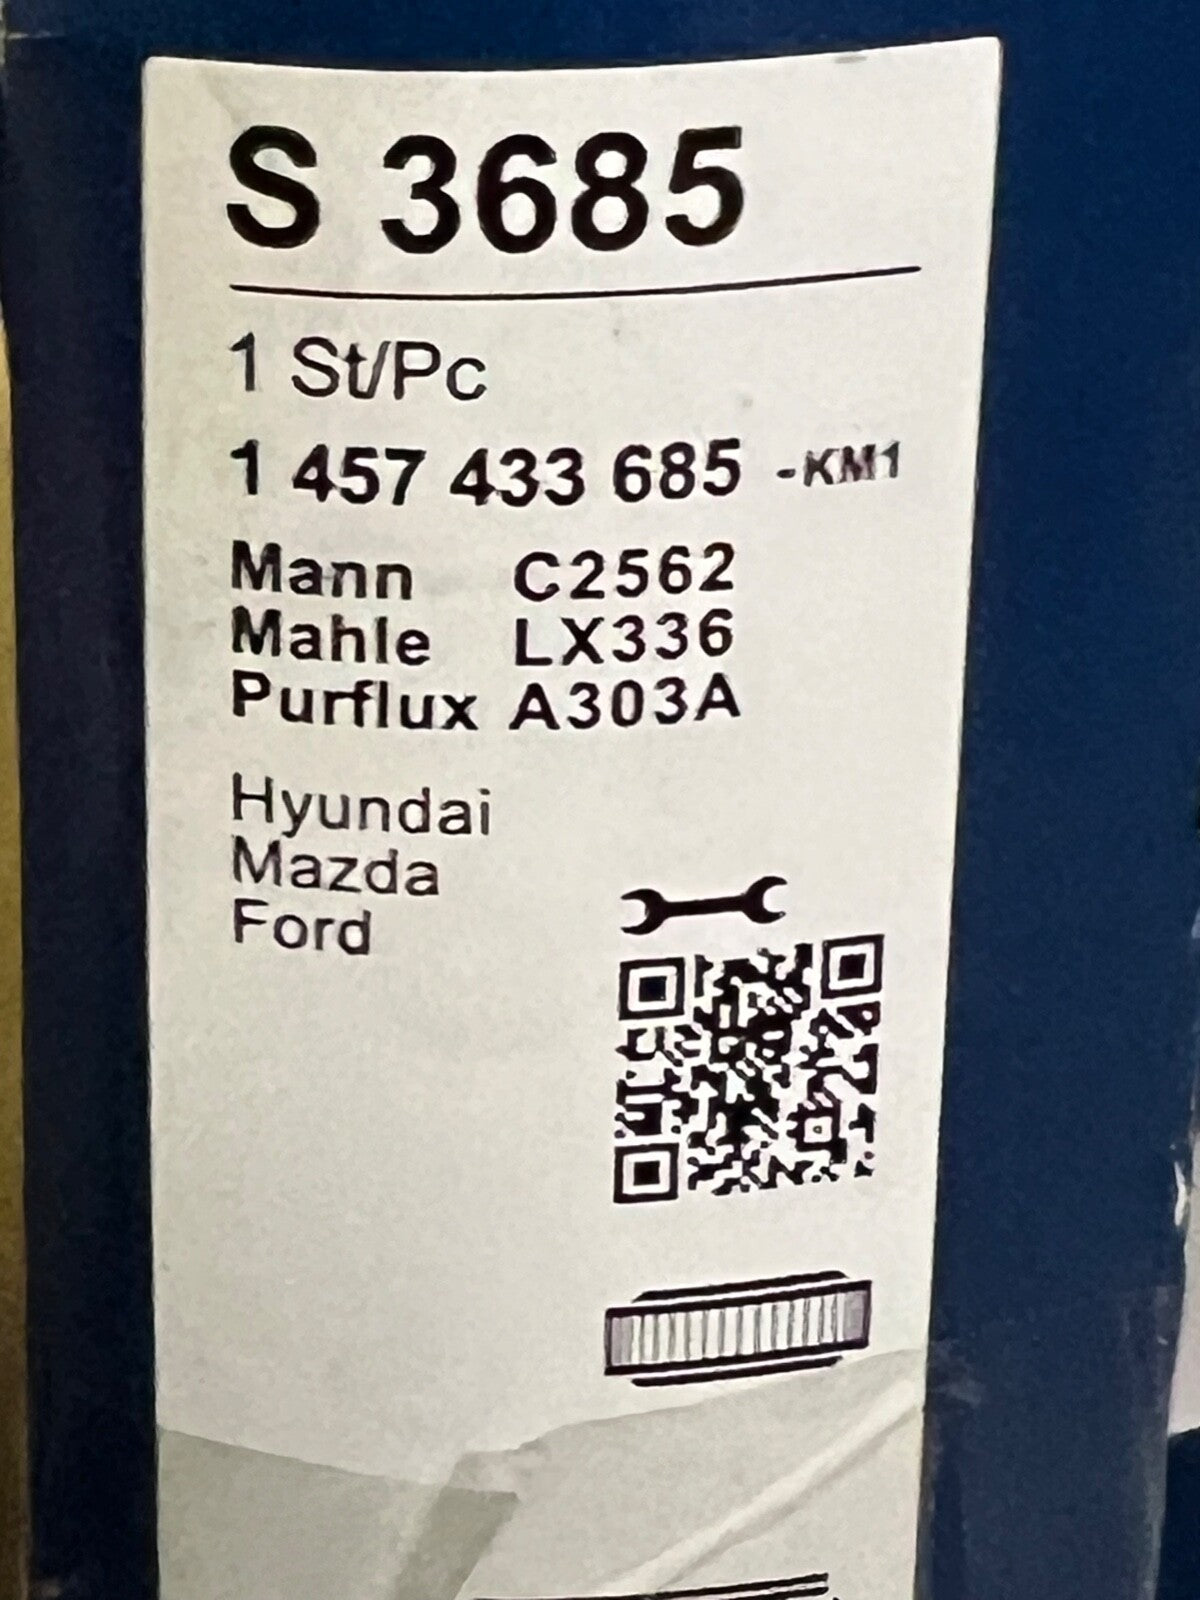 S 3685
1 St/Pc
1 457 433 685 -KM1
Mann C2562
Mahle LX336
Purflux A303A
Hyundai
Mazda
Ford